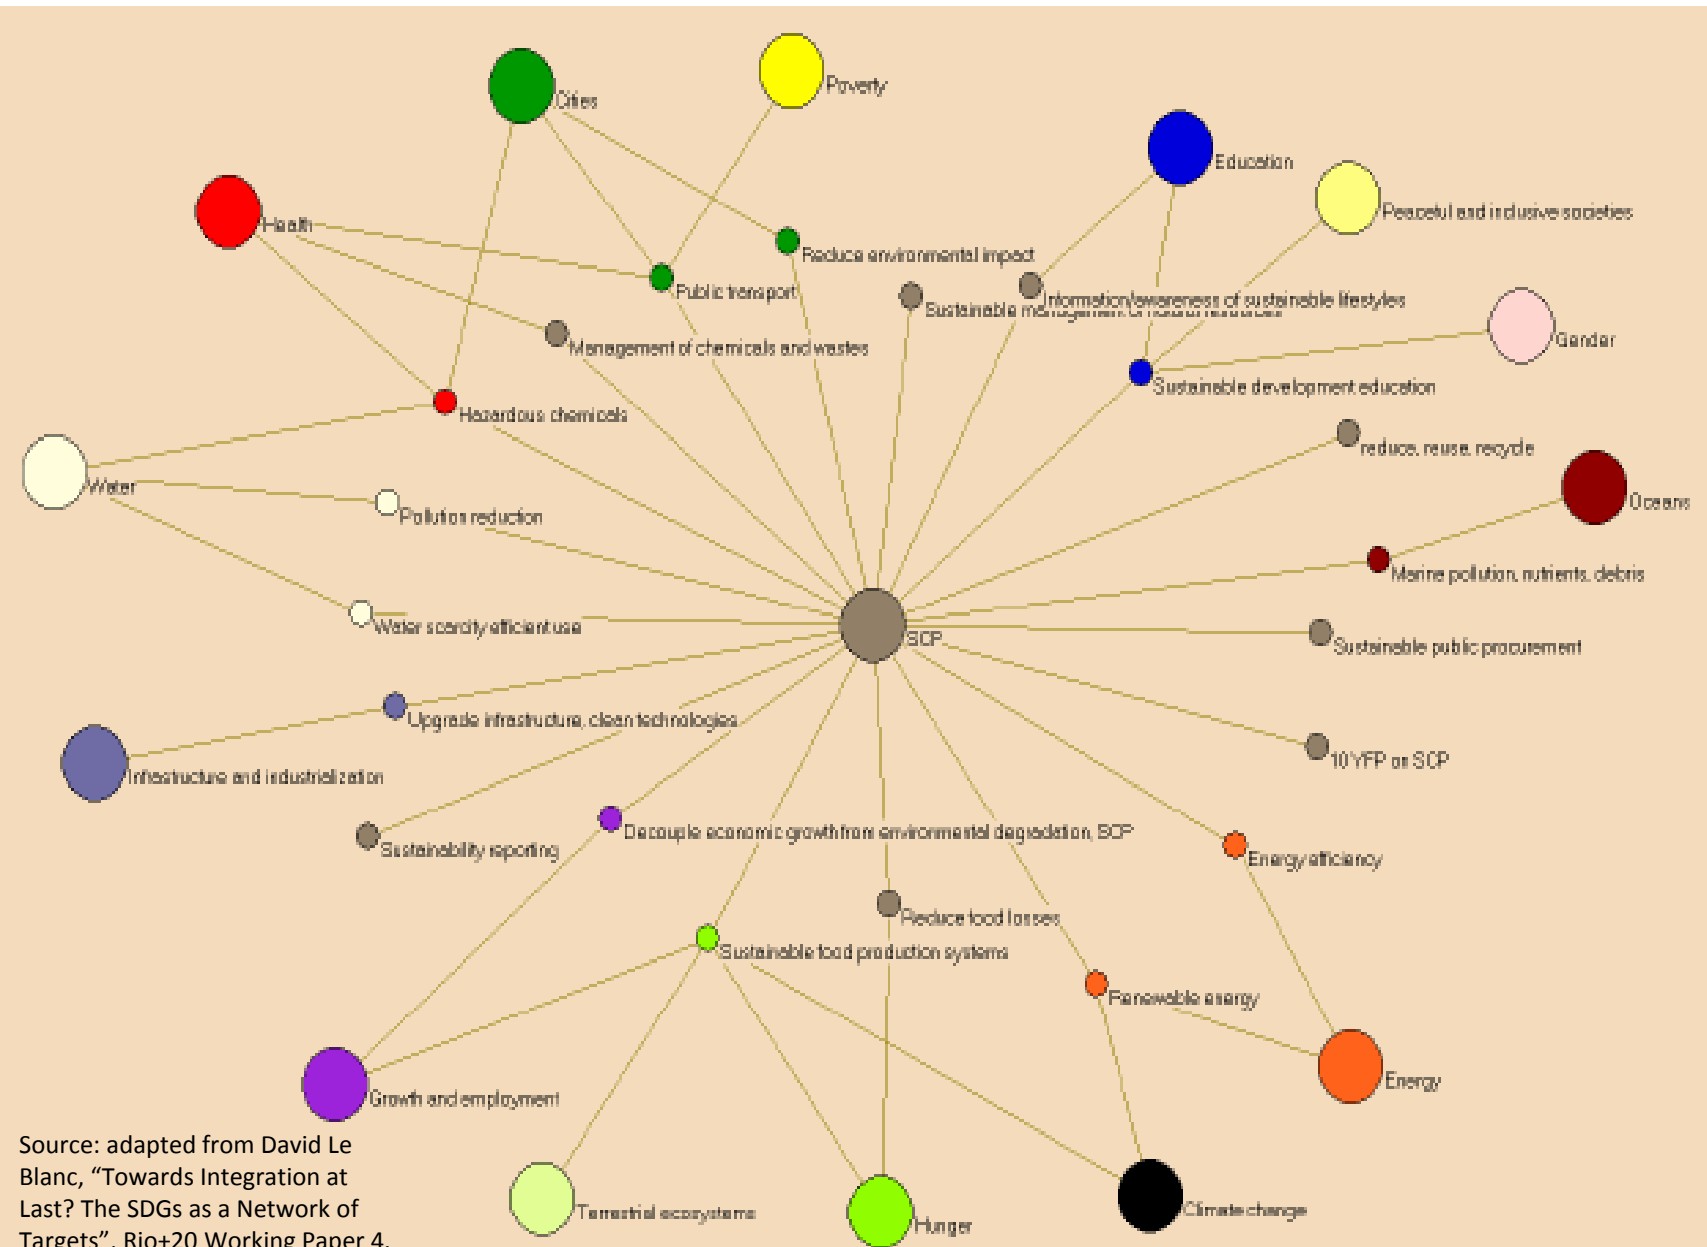 Cities
Poverty
Education
Peaceful and inclusive societies
Health
Reduce environmental impact
Public transport
Information/awareness of sustainable lifestyles
Sustainable management of natural resources
Gender
Management of chemicals and wastes
Sustainable development education
Hazardous chemicals
reduce, reuse, recycle
Water
Oceans
Pollution reduction
Marine pollution, nutrients, debris
Water scarcity efficient use
SCP
Sustainable public procurement
Upgrade infrastructure, clean technologies
10 YFP on SCP
Infrastructure and industrialization
Decouple economic growth from environmental degradation, SCP
Sustainability reporting
Energy efficiency
Reduce food losses
Sustainable food production systems
Renewable energy
Energy
Growth and employment
Terrestrial ecosystems
Hunger
Climate change
Source: adapted from David Le
Blanc, “Towards Integration at
Last? The SDGs as a Network of
Targets”, Rio+20 Working Paper 4,